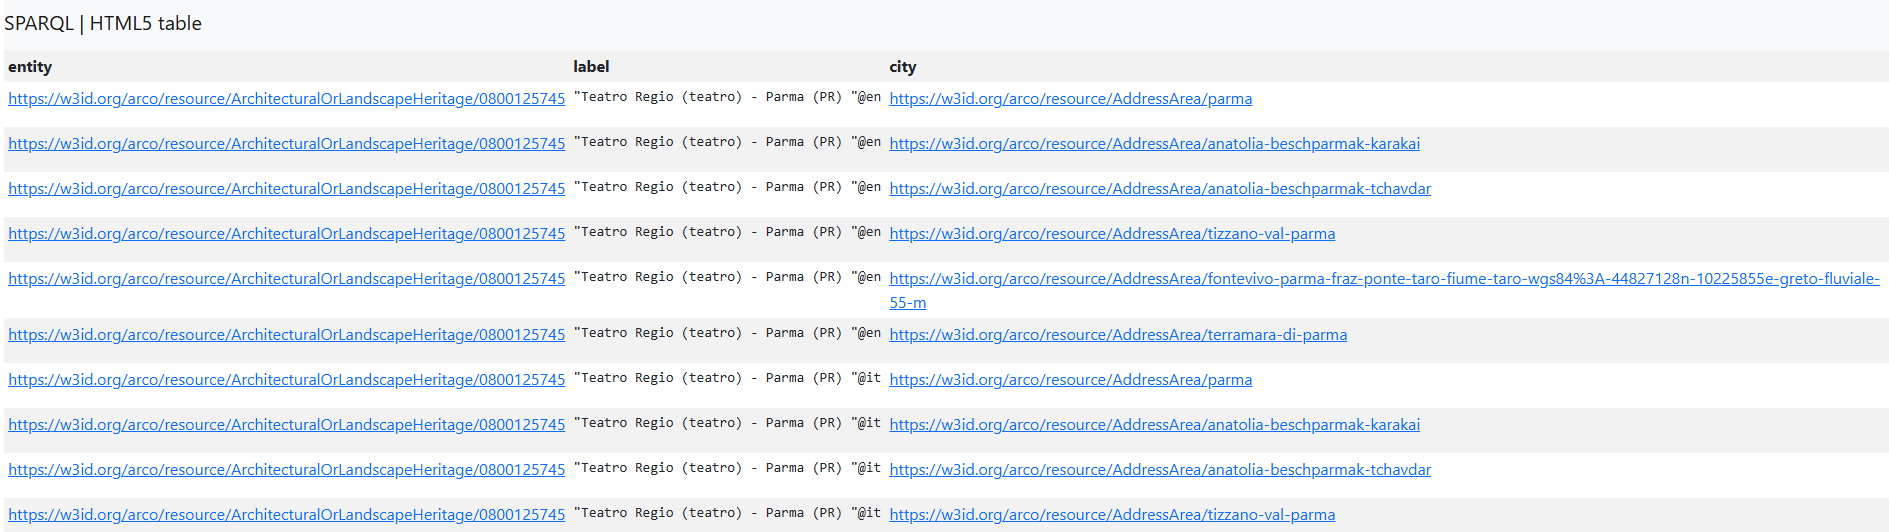 SPARQL | HTML5 table
entity label city
https://w3id.org/arco/resource/ArchitecturalOrLandscapeHeritage/0800125745 "Teatro Regio (teatro) - Parma (PR) "@en https://w3id.org/arco/resource/AddressArea/parma
https://w3id.org/arco/resource/ArchitecturalOrLandscapeHeritage/0800125745 "Teatro Regio (teatro) - Parma (PR) "@en https://w3id.org/arco/resource/AddressArea/anatolia-beschparmak-karakai
https://w3id.org/arco/resource/ArchitecturalOrLandscapeHeritage/0800125745 "Teatro Regio (teatro) - Parma (PR) "@en https://w3id.org/arco/resource/AddressArea/anatolia-beschparmak-tchavdar
https://w3id.org/arco/resource/ArchitecturalOrLandscapeHeritage/0800125745 "Teatro Regio (teatro) - Parma (PR) "@en https://w3id.org/arco/resource/AddressArea/tizzano-val-parma
https://w3id.org/arco/resource/ArchitecturalOrLandscapeHeritage/0800125745 "Teatro Regio (teatro) - Parma (PR) "@en https://w3id.org/arco/resource/AddressArea/fontevivo-parma-fraz-ponte-taro-fiume-taro-wgs84%3A-44827128n-10225855e-greto-fluviale-
55-m
https://w3id.org/arco/resource/ArchitecturalOrLandscapeHeritage/0800125745 "Teatro Regio (teatro) - Parma (PR) "@en https://w3id.org/arco/resource/AddressArea/terramara-di-parma
https://w3id.org/arco/resource/ArchitecturalOrLandscapeHeritage/0800125745 "Teatro Regio (teatro) - Parma (PR) "@it https://w3id.org/arco/resource/AddressArea/parma
https://w3id.org/arco/resource/ArchitecturalOrLandscapeHeritage/0800125745 "Teatro Regio (teatro) - Parma (PR) "@it https://w3id.org/arco/resource/AddressArea/anatolia-beschparmak-karakai
https://w3id.org/arco/resource/ArchitecturalOrLandscapeHeritage/0800125745 "Teatro Regio (teatro) - Parma (PR) "@it https://w3id.org/arco/resource/AddressArea/anatolia-beschparmak-tchavdar
https://w3id.org/arco/resource/ArchitecturalOrLandscapeHeritage/0800125745 "Teatro Regio (teatro) - Parma (PR) "@it https://w3id.org/arco/resource/AddressArea/tizzano-val-parma